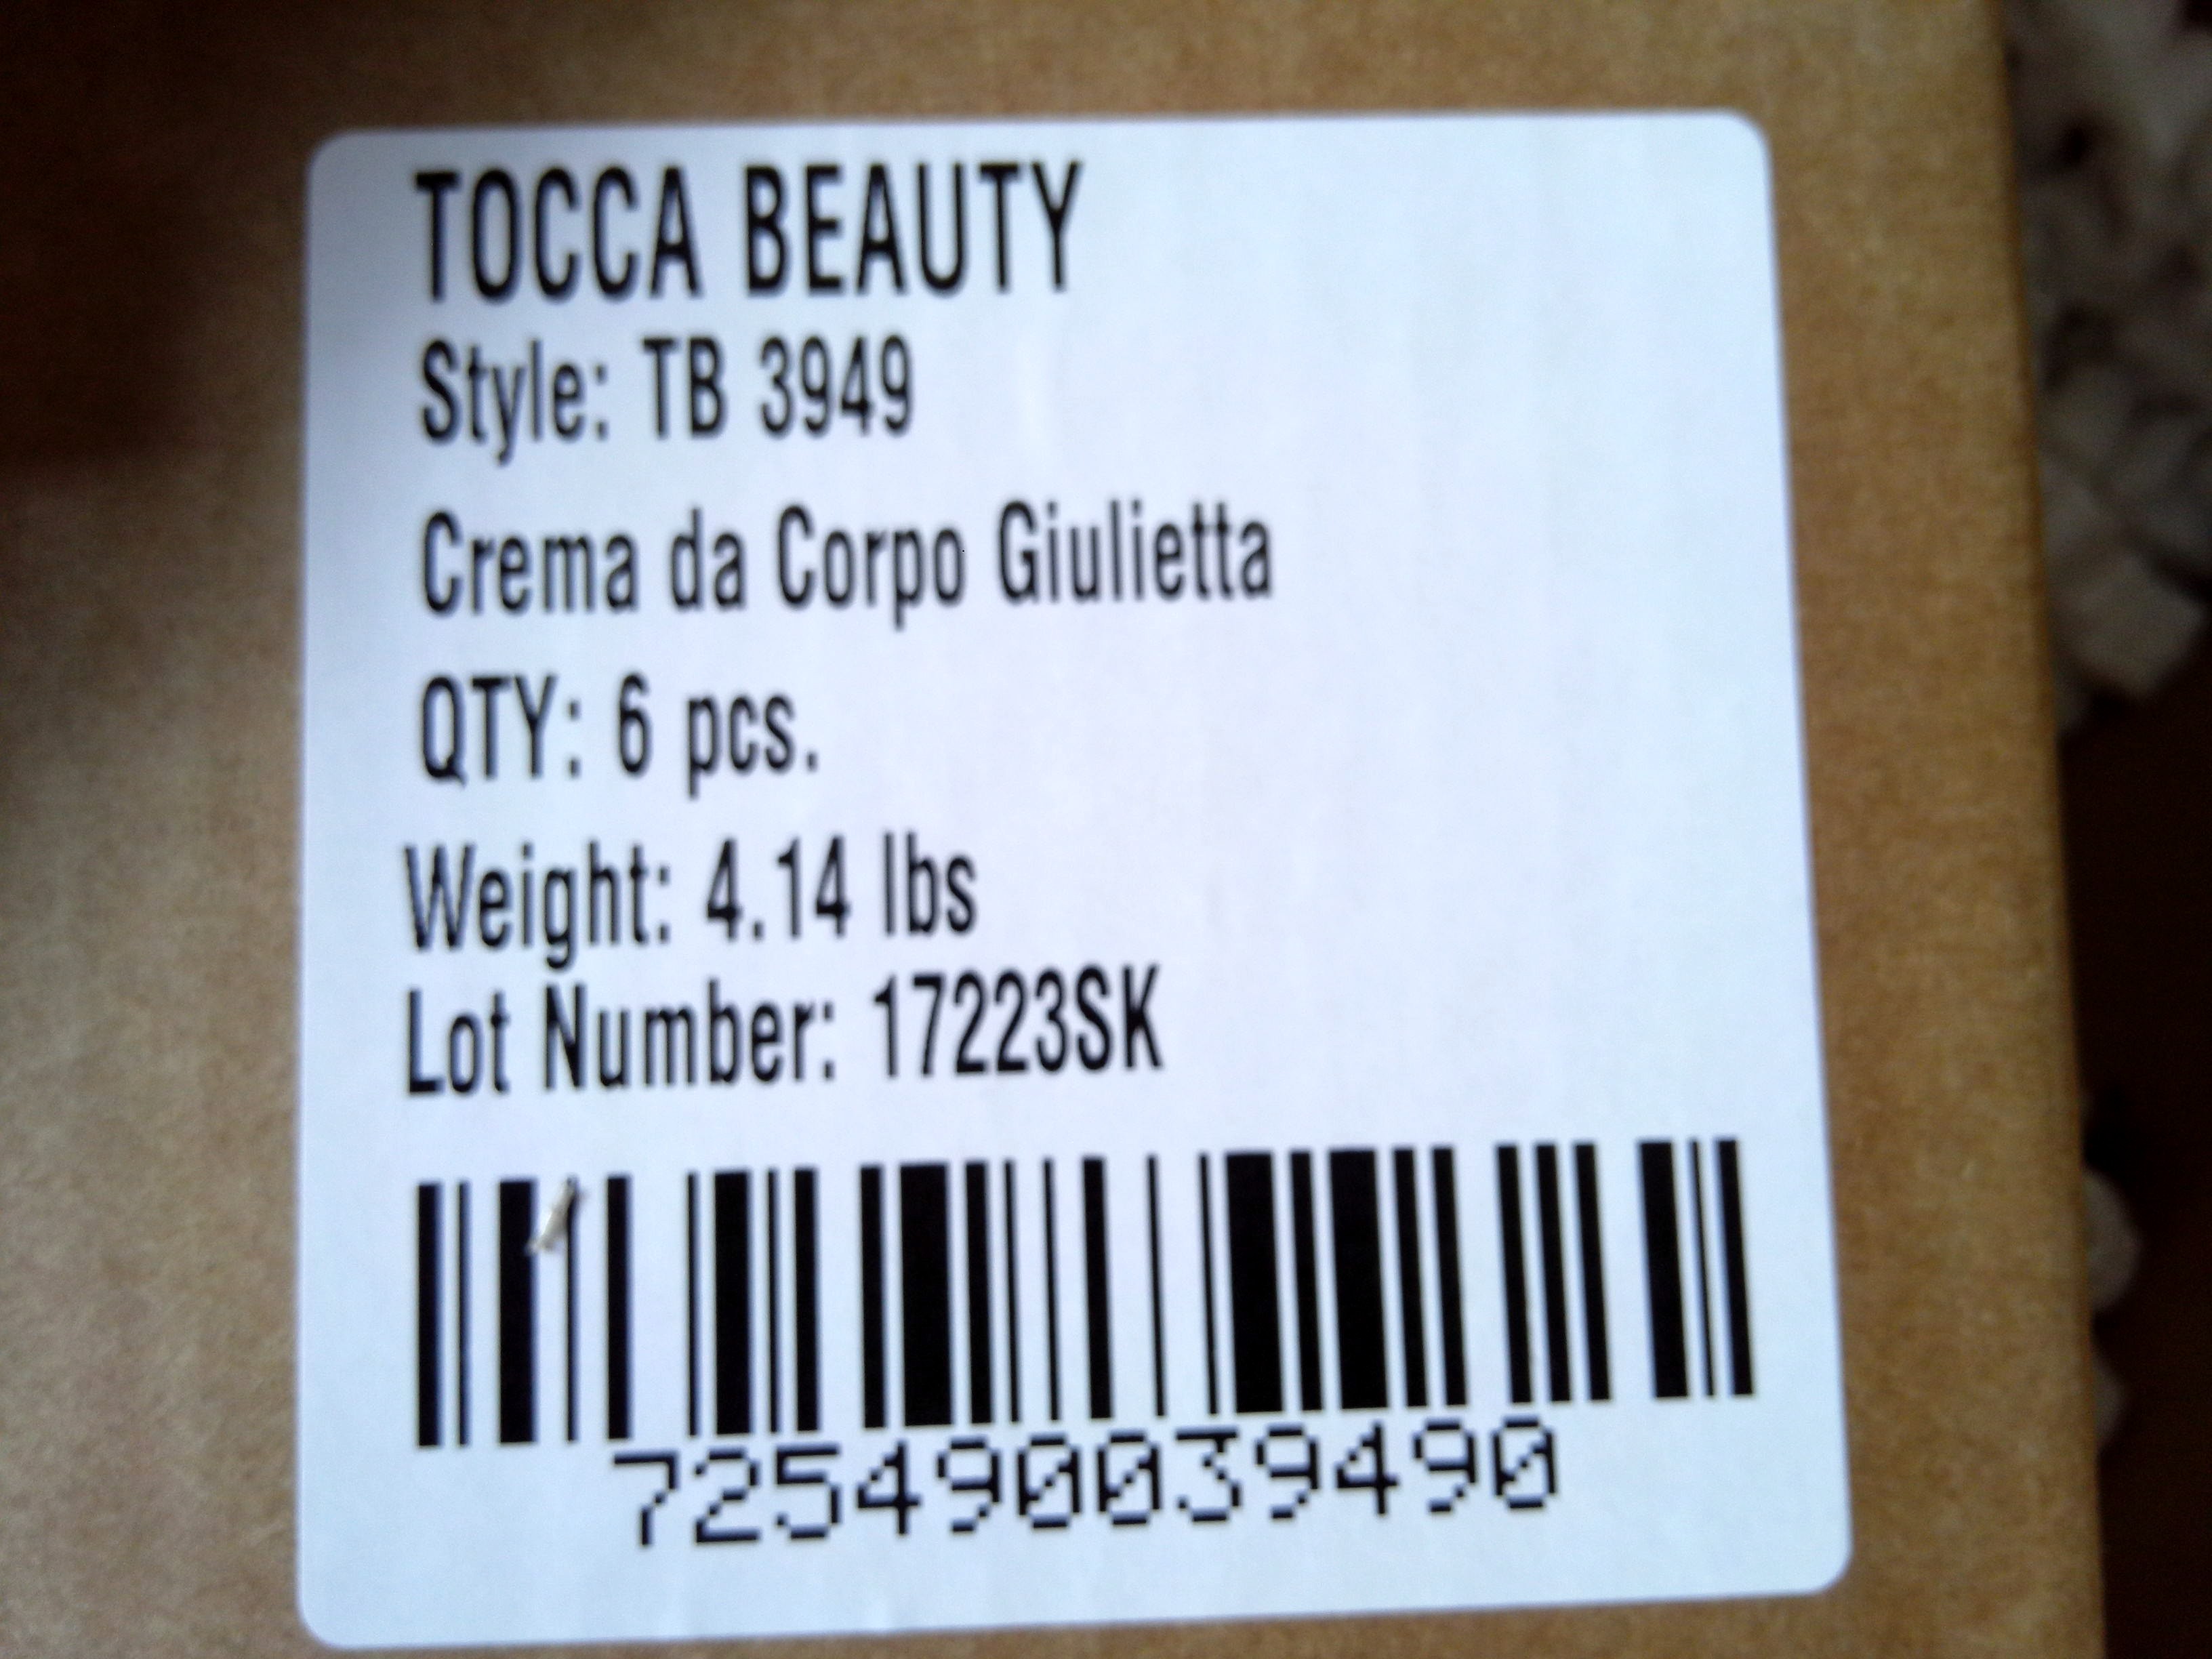 TOCCA BEAUTY
Style: TB 3949
Crema da Corpo Giulietta
QTY: 6 pcs.
Weight: 4.14 lbs
Lot Number: 17223SK
725490039490